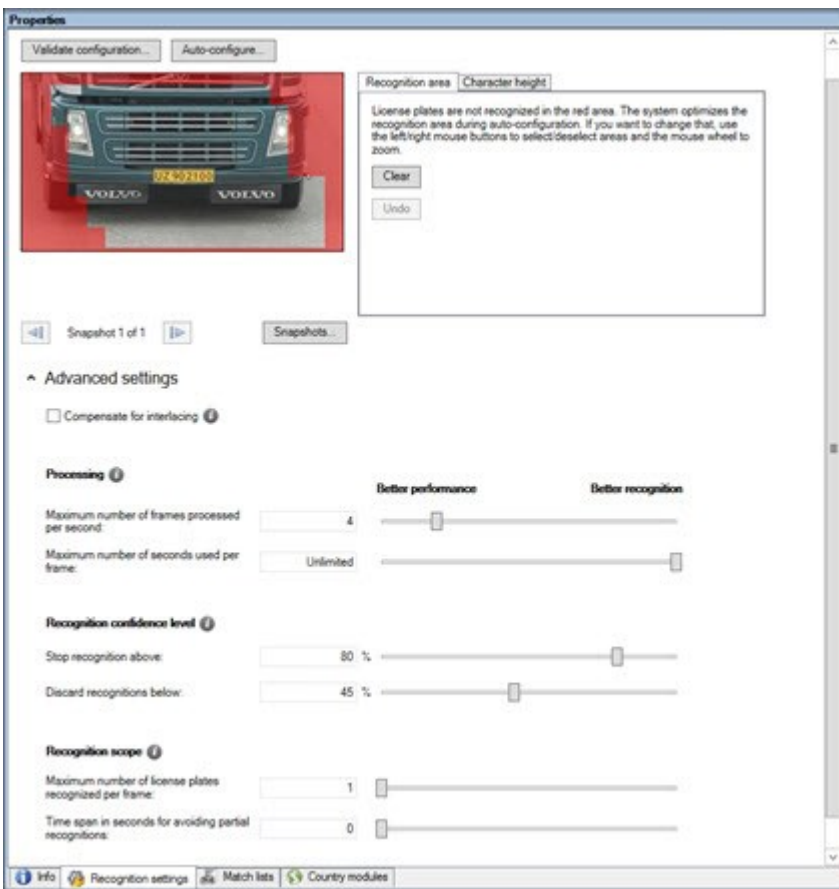 Properties
Validate configuration...
Auto-configure...
Recognition area
Character height
License plates are not recognized in the red area. The system optimizes the
recognition area during auto-configuration. If you want to change that, use
the left/right mouse buttons to select/deselect areas and the mouse wheel to
zoom.
Clear
Undo
UZ 902100
VOLVO
VOLVO
Snapshot 1 of 1
Snapshots...
Advanced settings
Compensate for interlacing
Processing
Better performance
Better recognition
Maximum number of frames processed
per second:
4
Maximum number of seconds used per
frame:
Unlimited
Recognition confidence level
Stop recognition above:
80 %
Discard recognitions below:
45 %
Recognition scope
Maximum number of license plates
recognized per frame:
1
Time span in seconds for avoiding partial
recognitions:
0
Info
Recognition settings
Match lists
Country modules